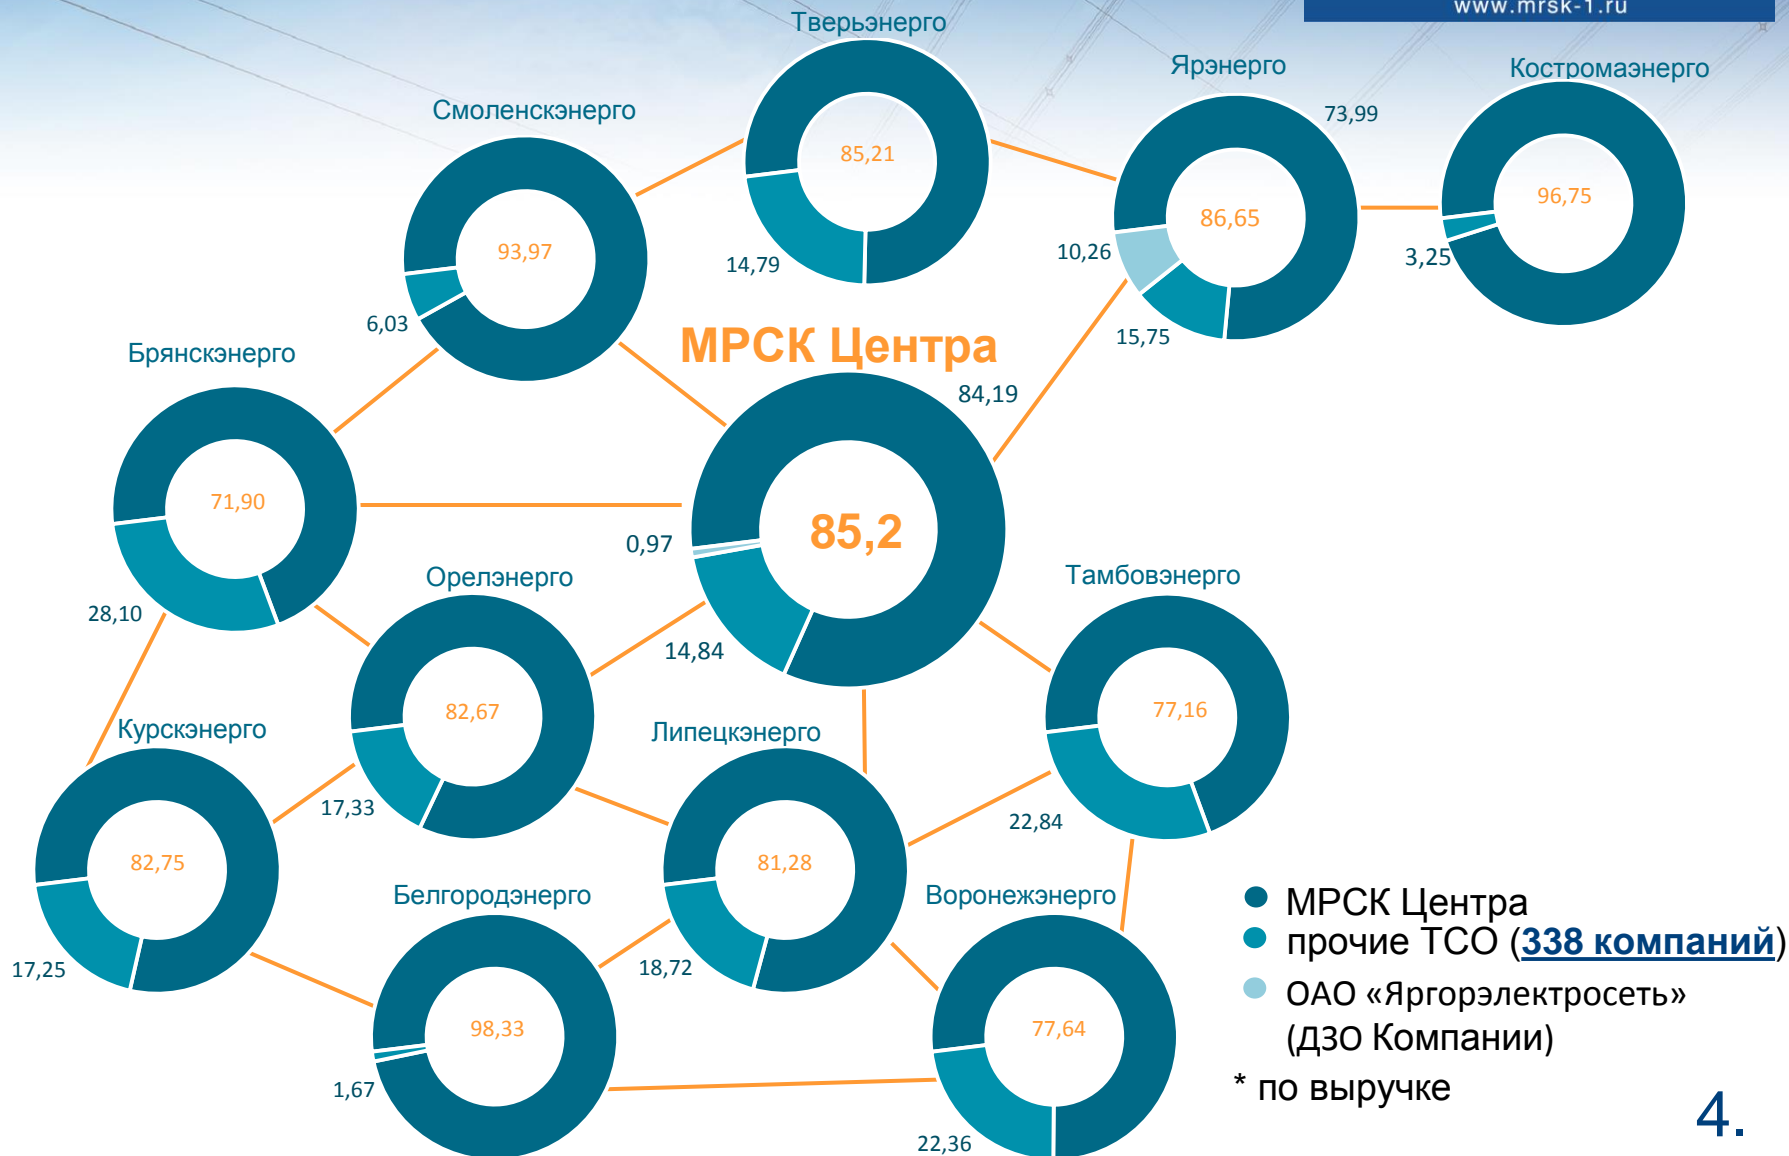 www.mrsk-1.ru
Тверьэнерго
85,21
14,79
Ярэнерго
73,99
86,65
10,26
15,75
Костромаэнерго
96,75
3,25
Смоленскэнерго
93,97
6,03
МРСК Центра
84,19
85,2
0,97
14,84
Брянскэнерго
71,90
28,10
Орелэнерго
82,67
17,33
Тамбовэнерго
77,16
22,84
Курскэнерго
82,75
17,25
Липецкэнерго
81,28
18,72
Белгородэнерго
98,33
1,67
Воронежэнерго
77,64
22,36
МРСК Центра
прочие ТСО (338 компаний)
ОАО «Яргорэлектросеть»
(ДЗО Компании)
* по выручке
4.